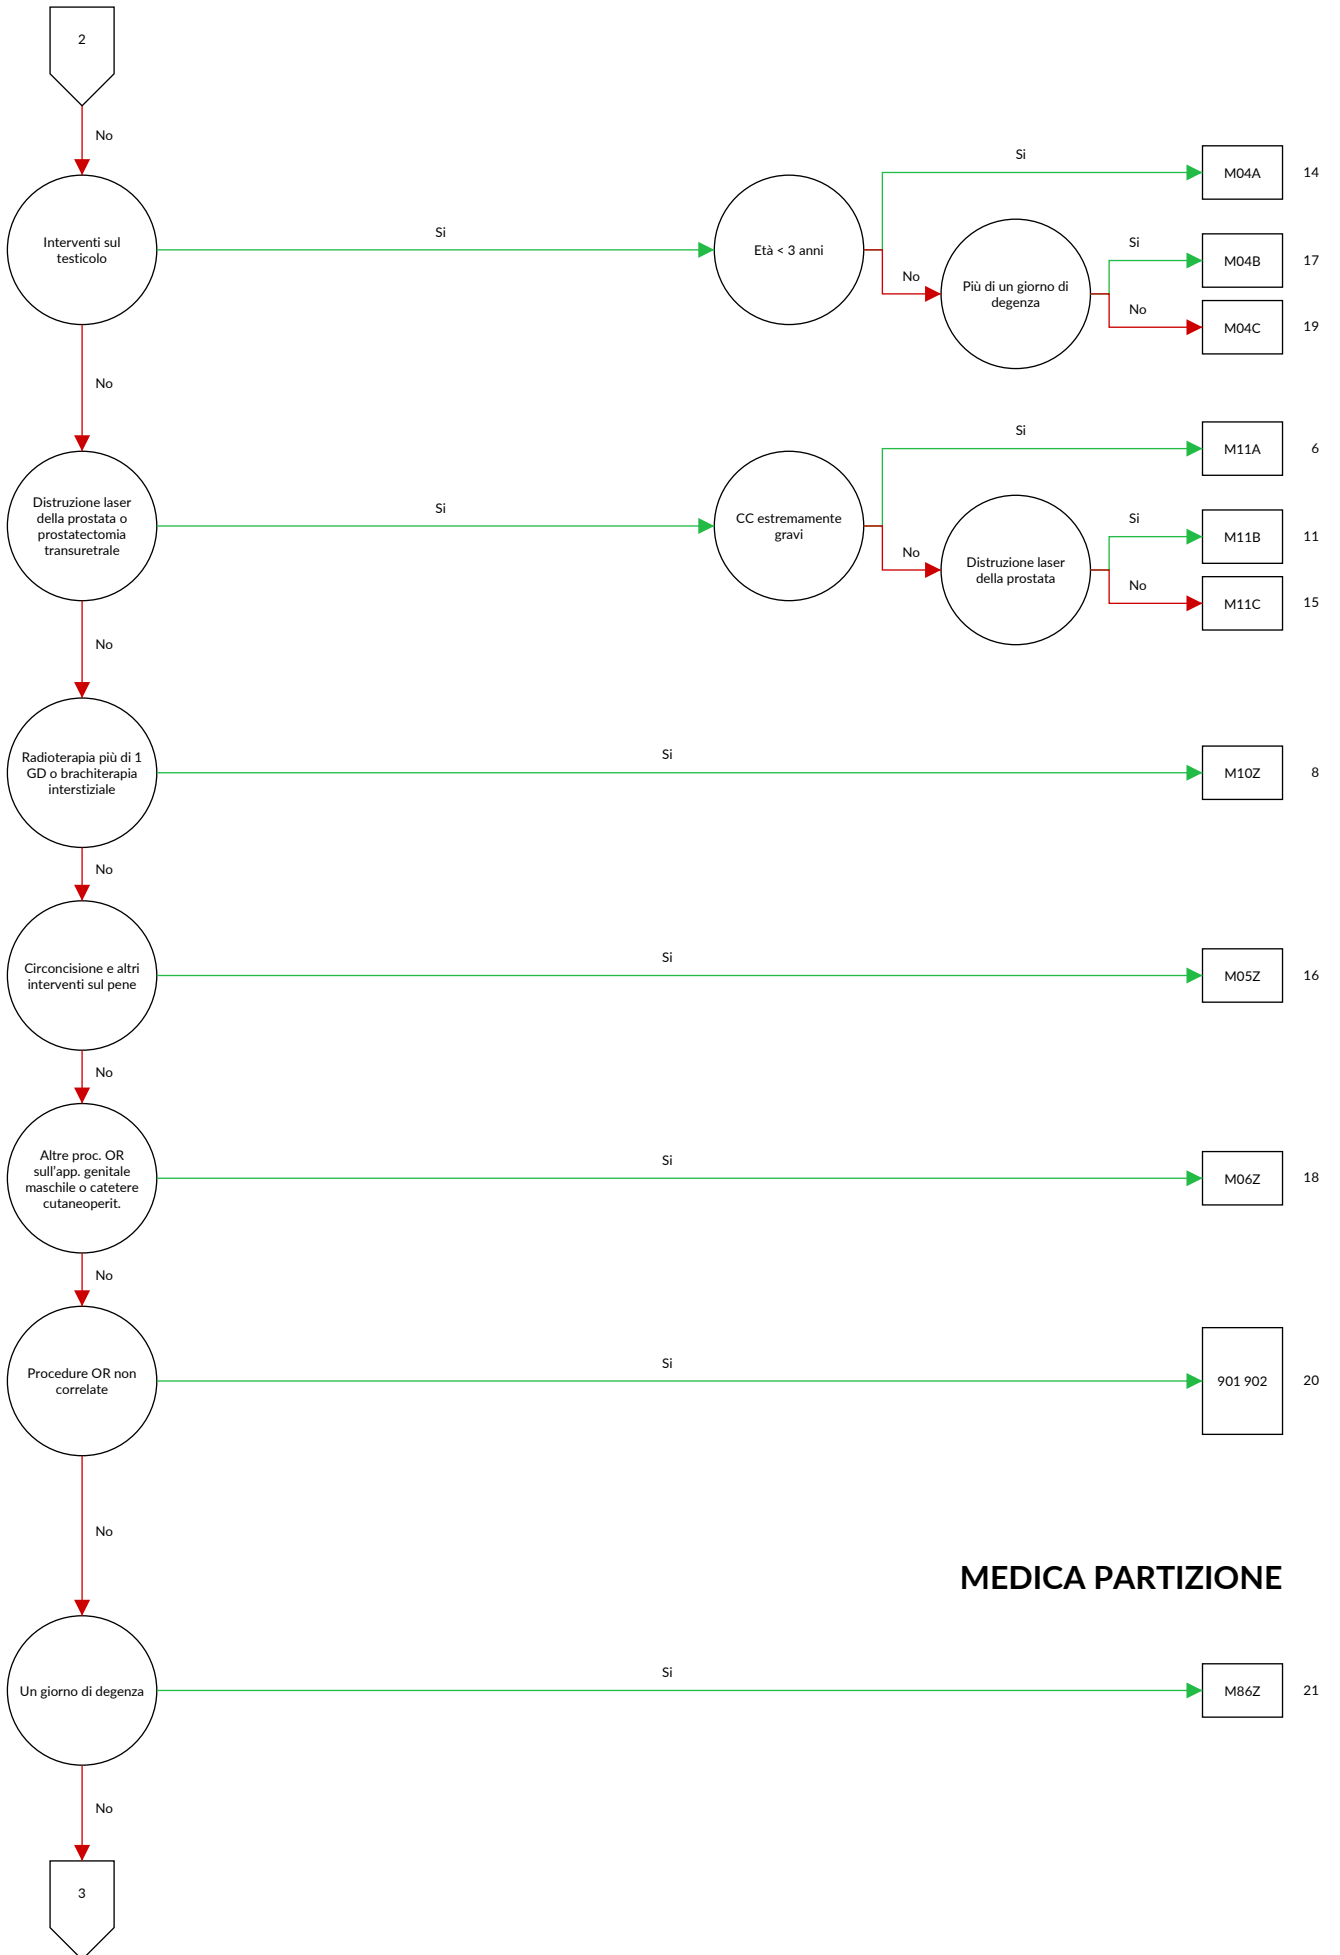 2
No
Si
M04A
14
Interventi sul
testicolo
Si
Età < 3 anni
No
Più di un giorno di
degenza
Si
M04B
17
No
M04C
19
No
Si
M11A
6
Distruzione laser
della prostata o
prostatectomia
transuretrale
Si
CC estremamente
gravi
No
Distruzione laser
della prostata
Si
M11B
11
No
M11C
15
No
Radioterapia più di 1
GD o brachiterapia
interstiziale
Si
M10Z
8
No
Circoncisione e altri
interventi sul pene
Si
M05Z
16
No
Altre proc. OR
sull'app. genitale
maschile o catetere
cutaneoperit.
Si
M06Z
18
No
Procedure OR non
correlate
Si
901 902
20
No
MEDICA PARTIZIONE
Un giorno di degenza
Si
M86Z
21
No
3